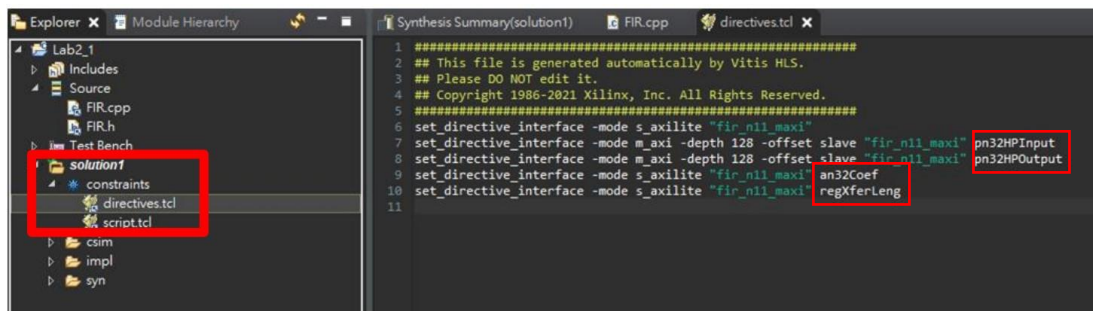 Explorer
Module Hierarchy
Lab2_1
Includes
Source
FIR.cpp
FIR.h
Test Bench
solution1
constraints
directives.tcl
script.tcl
csim
impl
syn
Synthesis Summary(solution1)
FIR.cpp
directives.tcl
1 ############################################################
2 ## This file is generated automatically by Vitis HLS.
3 ## Please DO NOT edit it.
4 ## Copyright 1986-2021 Xilinx, Inc. All Rights Reserved.
5 ############################################################
6 set_directive_interface -mode s_axilite "fir_n11_maxi"
7 set_directive_interface -mode m_axi -depth 128 -offset slave "fir_n11_maxi" pn32HPInput
8 set_directive_interface -mode m_axi -depth 128 -offset slave "fir_n11_maxi" pn32HPOutput
9 set_directive_interface -mode s_axilite "fir_n11_maxi" an32Coef
10 set_directive_interface -mode s_axilite "fir_n11_maxi" regXferLeng
11